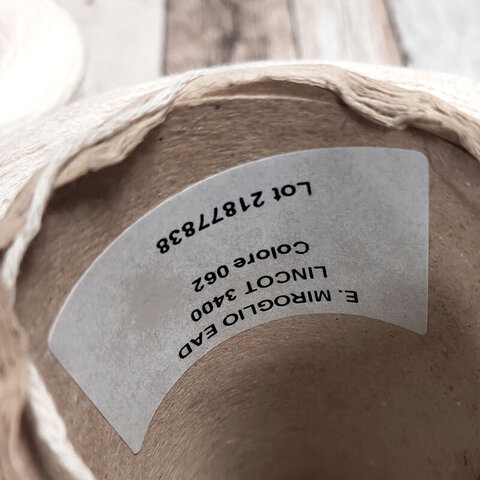 E. MIROGLIO EAD
LINCOT 3400
Colore 062
Lot 21877838